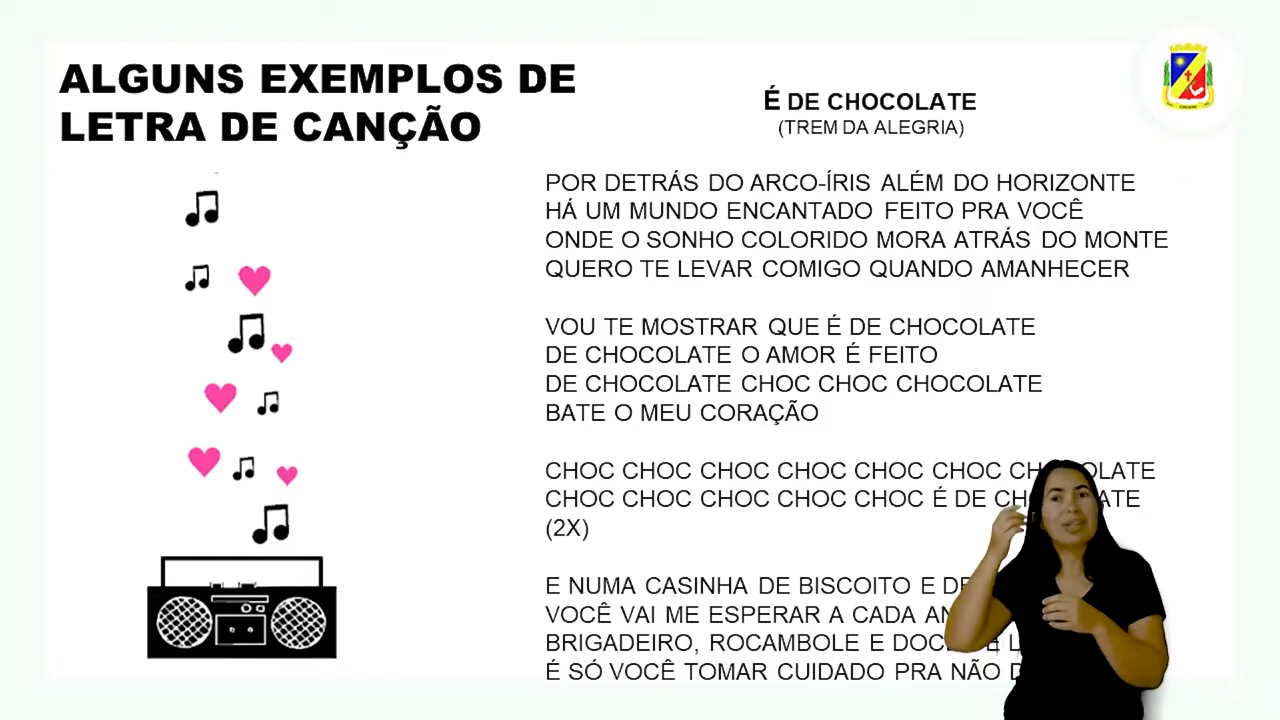 ALGUNS EXEMPLOS DE
LETRA DE CANÇÃO
É DE CHOCOLATE
(TREM DA ALEGRIA)
POR DETRÁS DO ARCO-ÍRIS ALÉM DO HORIZONTE
HÁ UM MUNDO ENCANTADO FEITO PRA VOCÊ
ONDE O SONHO COLORIDO MORA ATRÁS DO MONTE
QUERO TE LEVAR COMIGO QUANDO AMANHECER
VOU TE MOSTRAR QUE É DE CHOCOLATE
DE CHOCOLATE O AMOR É FEITO
DE CHOCOLATE CHOC CHOC CHOCOLATE
BATE O MEU CORAÇÃO
CHOC CHOC CHOC CHOC CHOC CHOC CHOCOLATE
CHOC CHOC CHOC CHOC CHOC É DE CHOCOLATE
(2X)
E NUMA CASINHA DE BISCOITO E
VOCÊ VAI ME ESPERAR A CADA
BRIGADEIRO, ROCAMBOLE E
É SÓ VOCÊ TOMAR CUIDADO PRA NÃO